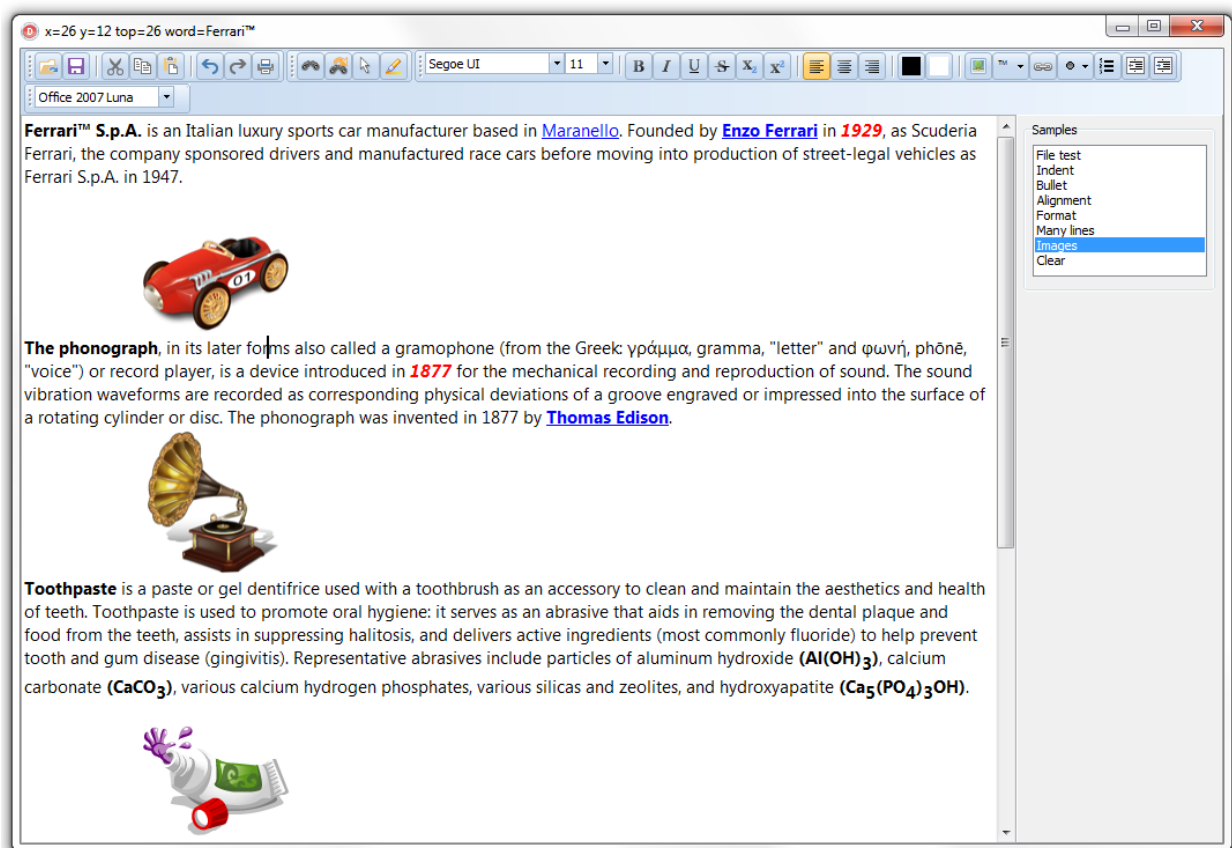 x=26 y=12 top=26 word=Ferrari™
Segoe UI
11
B I U S X₂ X²
TM
Office 2007 Luna
Ferrari™ S.p.A. is an Italian luxury sports car manufacturer based in Maranello. Founded by Enzo Ferrari in 1929, as Scuderia
Ferrari, the company sponsored drivers and manufactured race cars before moving into production of street-legal vehicles as
Ferrari S.p.A. in 1947.
01
The phonograph, in its later forms also called a gramophone (from the Greek: γράμμα, gramma, "letter" and φωνή, phōnē,
"voice") or record player, is a device introduced in 1877 for the mechanical recording and reproduction of sound. The sound
vibration waveforms are recorded as corresponding physical deviations of a groove engraved or impressed into the surface of
a rotating cylinder or disc. The phonograph was invented in 1877 by Thomas Edison.
Toothpaste is a paste or gel dentifrice used with a toothbrush as an accessory to clean and maintain the aesthetics and health
of teeth. Toothpaste is used to promote oral hygiene: it serves as an abrasive that aids in removing the dental plaque and
food from the teeth, assists in suppressing halitosis, and delivers active ingredients (most commonly fluoride) to help prevent
tooth and gum disease (gingivitis). Representative abrasives include particles of aluminum hydroxide (Al(OH)₃), calcium
carbonate (CaCO₃), various calcium hydrogen phosphates, various silicas and zeolites, and hydroxyapatite (Ca₅(PO₄)₃OH).
Samples
File test
Indent
Bullet
Alignment
Format
Many lines
Images
Clear